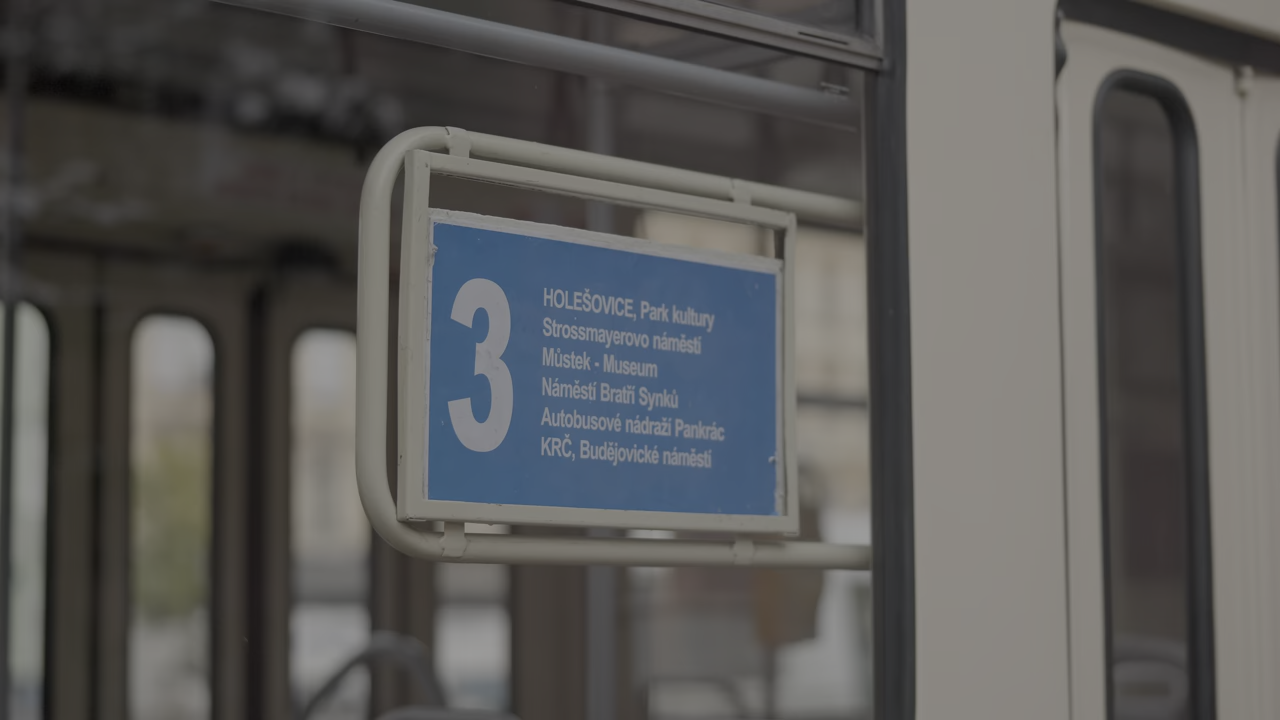 3
HOLEŠOVICE, Park kultury
Strossmayerovo náměstí
Můstek - Museum
Náměstí Bratří Synků
Autobusové nádraží Pankrác
KRČ, Budějovické náměstí